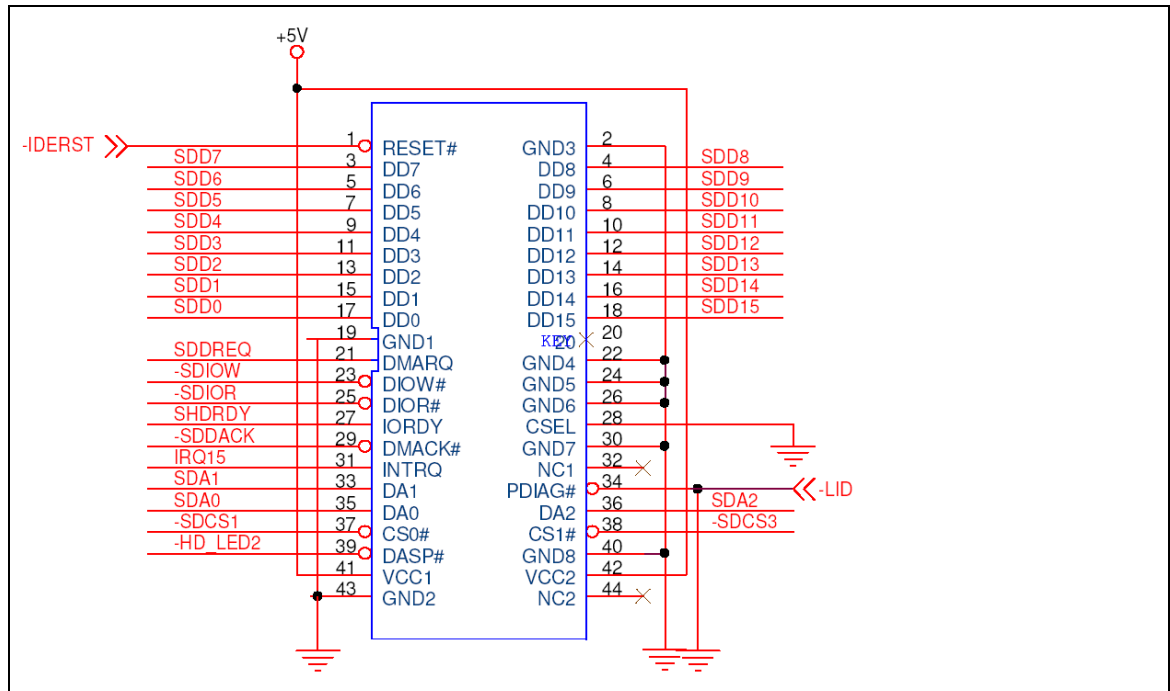 +5V
-IDERST 1 RESET# GND3 2
SDD7 3 DD7 DD8 4 SDD8
SDD6 5 DD6 DD9 6 SDD9
SDD5 7 DD5 DD10 8 SDD10
SDD4 9 DD4 DD11 10 SDD11
SDD3 11 DD3 DD12 12 SDD12
SDD2 13 DD2 DD13 14 SDD13
SDD1 15 DD1 DD14 16 SDD14
SDD0 17 DD0 DD15 18 SDD15
19 GND1 KEY 20 20
SDDREQ 21 DMARQ GND4 22
-SDIOW 23 DIOW# GND5 24
-SDIOR 25 DIOR# GND6 26
SHDRDY 27 IORDY CSEL 28
-SDDACK 29 DMACK# GND7 30
IRQ15 31 INTRQ NC1 32
SDA1 33 DA1 PDIAG# 34 -LID
SDA0 35 DA0 DA2 36 SDA2
-SDCS1 37 CS0# CS1# 38 -SDCS3
-HD_LED2 39 DASP# GND8 40
41 VCC1 VCC2 42
43 GND2 NC2 44